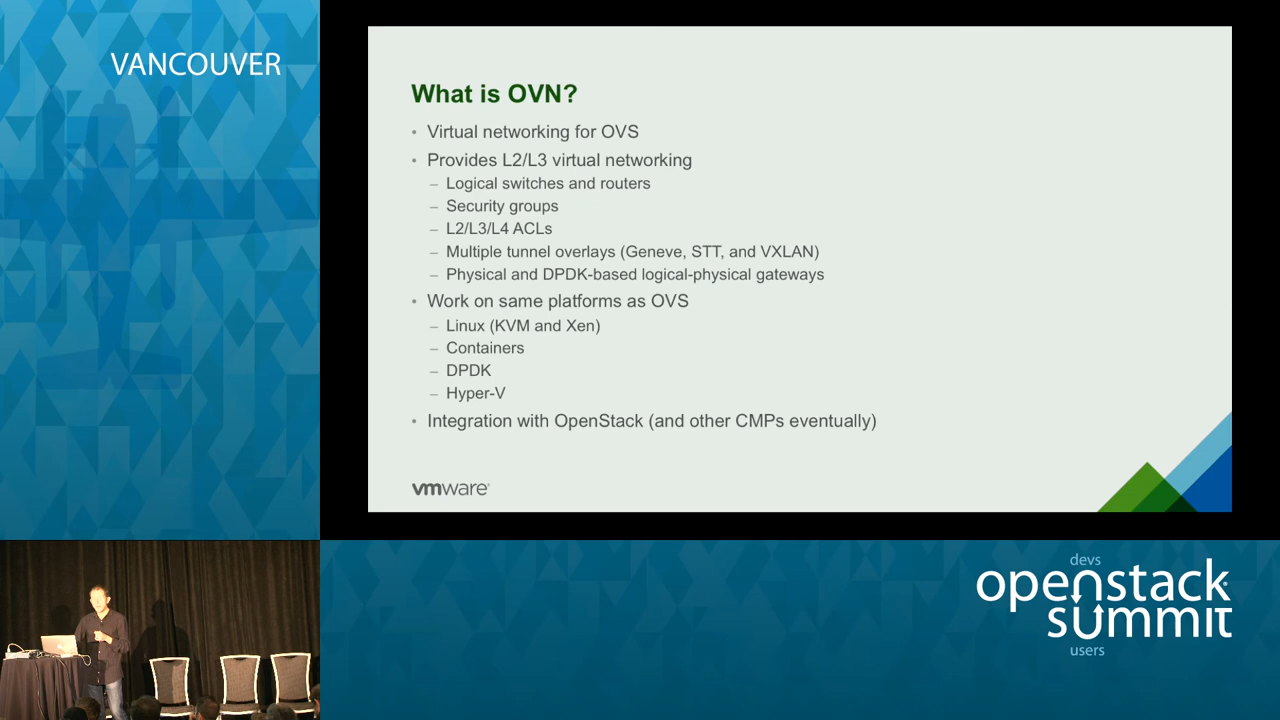 VANCOUVER
What is OVN?
• Virtual networking for OVS
• Provides L2/L3 virtual networking
– Logical switches and routers
– Security groups
– L2/L3/L4 ACLs
– Multiple tunnel overlays (Geneve, STT, and VXLAN)
– Physical and DPDK-based logical-physical gateways
• Work on same platforms as OVS
– Linux (KVM and Xen)
– Containers
– DPDK
– Hyper-V
• Integration with OpenStack (and other CMPs eventually)
vmware
devs
openstack
summit
users